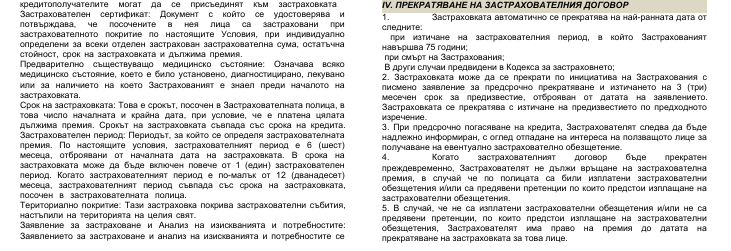 кредитополучателите могат да се присъединят към застраховката
Застрахователен сертификат: Документ с който се удостоверява и
потвърждава, че посочените в нея лица са застраховани при
застрахователното покритие по настоящите Условия, при индивидуално
определени за всеки отделен застрахован застрахователна сума, остатъчна
стойност, срок на застраховката и дължима премия.
Предварително съществуващо медицинско състояние: Означава всяко
медицинско състояние, което е било установено, диагностицирано, лекувано
или за наличието на което Застрахованият е знаел преди началото на
застраховката.
Срок на застраховката: Това е срокът, посочен в Застрахователната полица, в
това число началната и крайна дата, при условие, че е платена цялата
дължима премия. Срокът на застраховката съвпада със срока на кредита.
Застрахователен период: Периодът, за който се определя застрахователната
премия. По настоящите условия, застрахователният период е 6 (шест)
месеца, отброявани от началната дата на застраховката. В срока на
застраховката може да бъде включен повече от 1 (един) застрахователен
период. Когато застрахователният период е по-малък от 12 (дванадесет)
месеца, застрахователният период съвпада със срока на застраховката,
посочен в застрахователната полица.
Териториално покритие: Тази застраховка покрива застрахователни събития,
настъпили на територията на целия свят.
Заявление за застраховане и Анализ на изискванията и потребностите:
Заявлението за застраховане и анализ на изискванията и потребностите се
IV. ПРЕКРАТЯВАНЕ НА ЗАСТРАХОВАТЕЛНИЯ ДОГОВОР
1. Застраховката автоматично се прекратява на най-ранната дата от
следните:
при изтичане на застрахователния период, в който Застрахованият
навършва 75 години;
при смърт на Застрахования;
В други случаи предвидени в Кодекса за застраховнето;
2. Застраховката може да се прекрати по инициатива на Застрахования с
писмено заявление за предсрочно прекратяване и изтичането на 3 (три)
месечен срок за предизвестие, отброяван от датата на заявлението.
Застраховката се прекратява с изтичане на предизвестието по предходното
изречение.
3. При предсрочно погасяване на кредита, Застрахователят следва да бъде
надлежно информиран, с оглед отпадане на интереса на ползващото лице за
получаване на евентуално застрахователно обезщетение.
4. Когато застрахователният договор бъде прекратен
преждевременно, Застрахователят не дължи връщане на застрахователна
премия, в случай че по полицата са били изплатени застрахователни
обезщетения и/или са предявени претенции по които предстои изплащане на
застрахователни обезщетения.
5. В случай, че не са изплатени застрахователни обезщетения и/или не са
предявени претенции, по които предстои изплащане на застрахователни
обезщетения, Застрахователят има право на премия до датата на
прекратяване на застраховката за това лице.